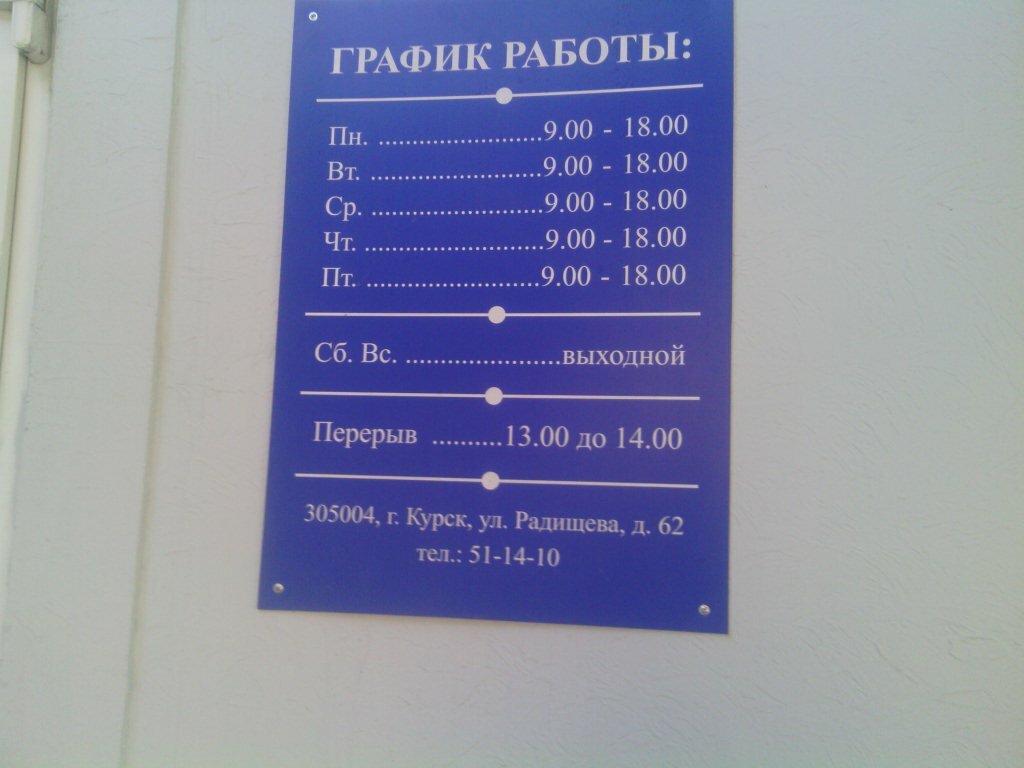 ГРАФИК РАБОТЫ:
Пн. ........................9.00 - 18.00
Вт. .........................9.00 - 18.00
Ср. .........................9.00 - 18.00
Чт. ..........................9.00 - 18.00
Пт. .........................9.00 - 18.00
Сб. Вс. ......................выходной
Перерыв ..........13.00 до 14.00
305004, г. Курск, ул. Радищева, д. 62
тел.: 51-14-10